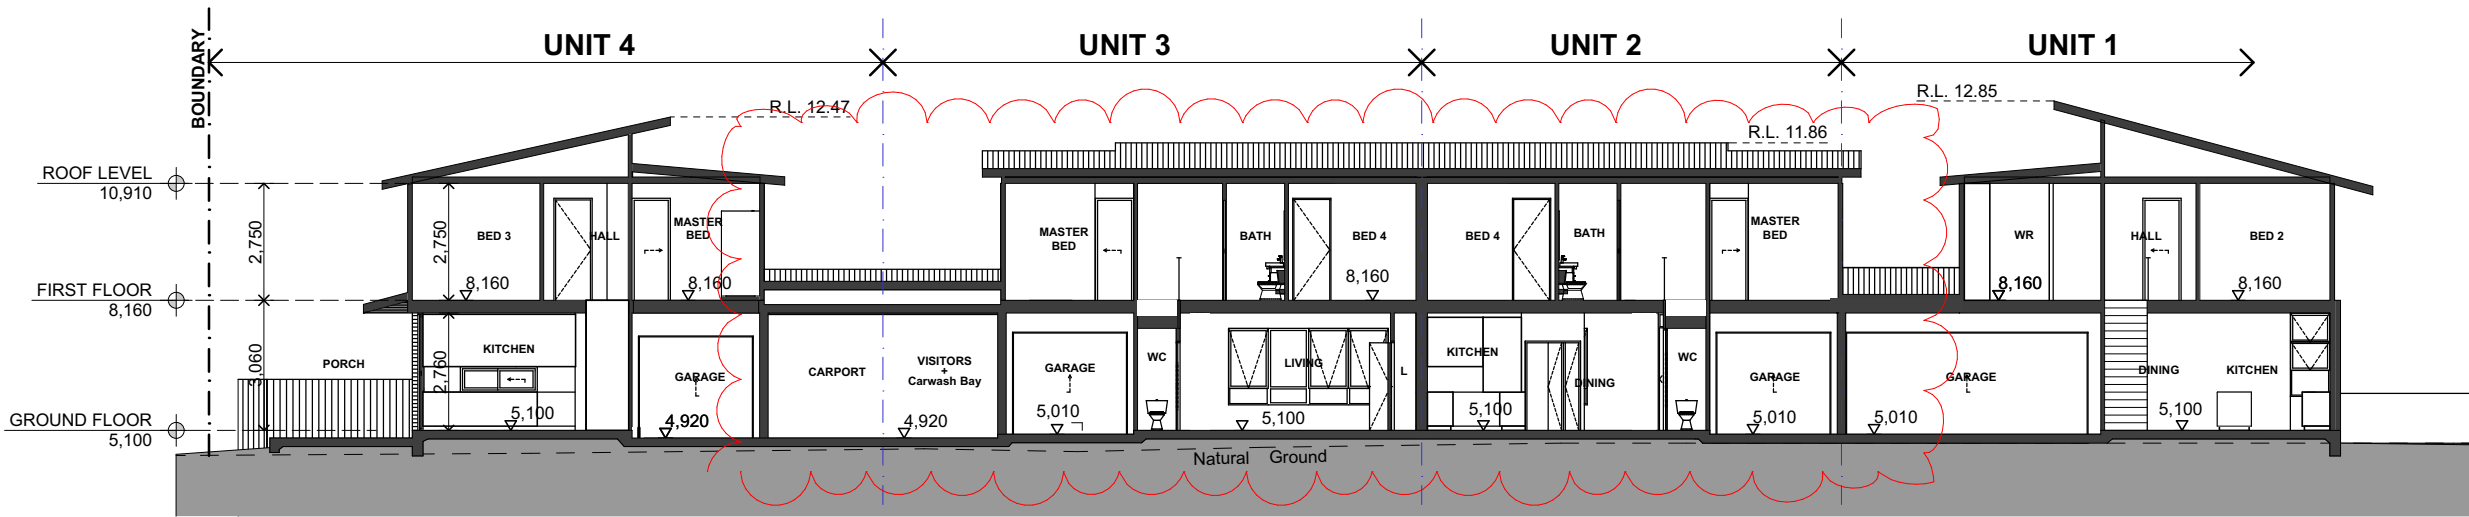 UNIT 4
UNIT 3
UNIT 2
UNIT 1
BOUNDARY
R.L. 12.47
R.L. 12.85
R.L. 11.86
ROOF LEVEL
10,910
FIRST FLOOR
8,160
GROUND FLOOR
5,100
2,750
3,060
2,750
2,760
BED 3
HALL
MASTER
BED
8,160
8,160
MASTER
BED
BATH
BED 4
8,160
BED 4
BATH
MASTER
BED
WR
HALL
BED 2
8,160
8,160
PORCH
KITCHEN
5,100
GARAGE
4,920
CARPORT
VISITORS
+
Carwash Bay
4,920
GARAGE
5,010
WC
LIVING
L
5,100
KITCHEN
5,100
DINING
WC
GARAGE
5,010
GARAGE
5,010
DINING
KITCHEN
5,100
Natural Ground